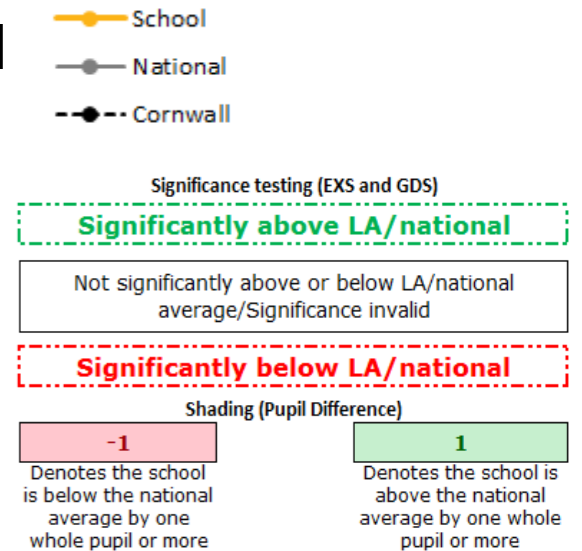 School
National
Cornwall
Significance testing (EXS and GDS)
Significantly above LA/national
Not significantly above or below LA/national
average/Significance invalid
Significantly below LA/national
Shading (Pupil Difference)
-1
Denotes the school
is below the national
average by one
whole pupil or more
1
Denotes the school is
above the national
average by one whole
pupil or more